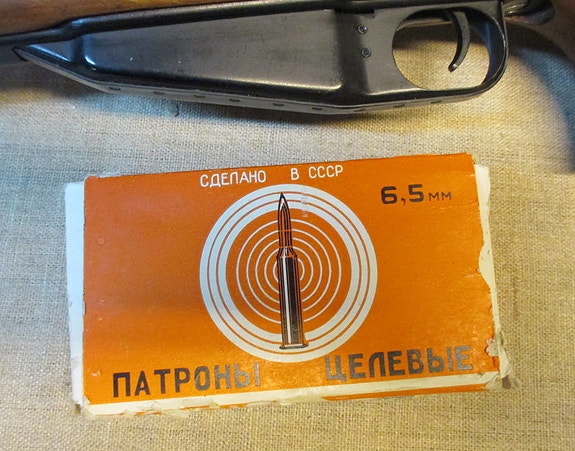 СДЕЛАНО В СССР
6,5 мм
ПАТРОНЫ ЦЕЛЕВЫЕ